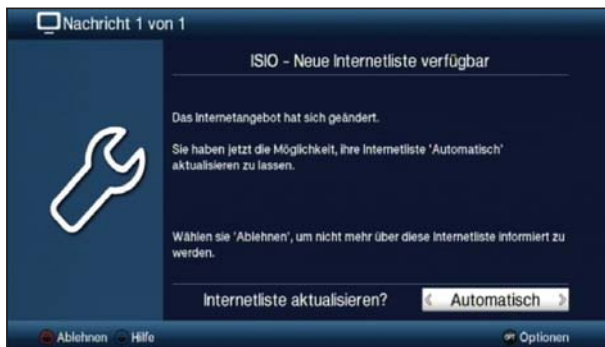 Nachricht 1 von 1
ISIO - Neue Internetliste verfügbar
Das Internetangebot hat sich geändert.
Sie haben jetzt die Möglichkeit, ihre Internetliste 'Automatisch'
aktualisieren zu lassen.
Wählen sie 'Ablehnen', um nicht mehr über diese Internetliste informiert zu
werden.
Internetliste aktualisieren? Automatisch
Ablehnen Hilfe OPT Optionen